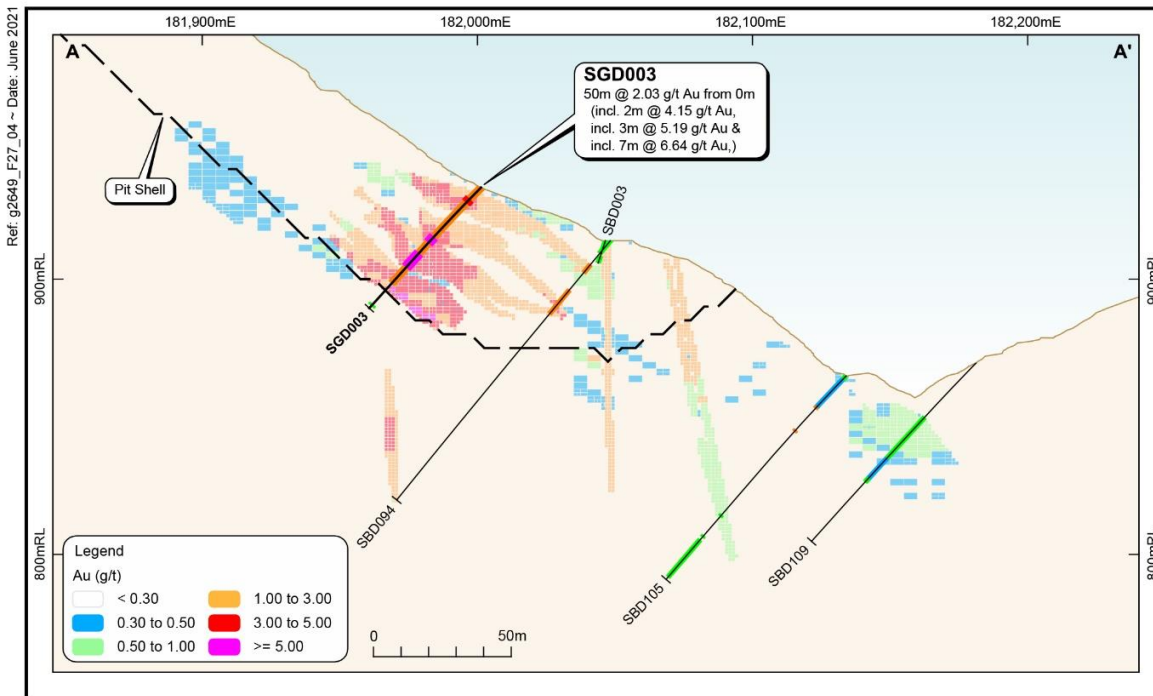 Ref: g2649_F27_04 ~ Date: June 2021
181,900mE
182,000mE
182,100mE
182,200mE
A
A'
SGD003
50m @ 2.03 g/t Au from 0m
(incl. 2m @ 4.15 g/t Au,
incl. 3m @ 5.19 g/t Au &
incl. 7m @ 6.64 g/t Au,)
Pit Shell
SBD003
900mRL
900mRL
SGD003
SBD094
SBD105
SBD109
800mRL
800mRL
Legend
Au (g/t)
< 0.30
0.30 to 0.50
0.50 to 1.00
1.00 to 3.00
3.00 to 5.00
>= 5.00
0
50m